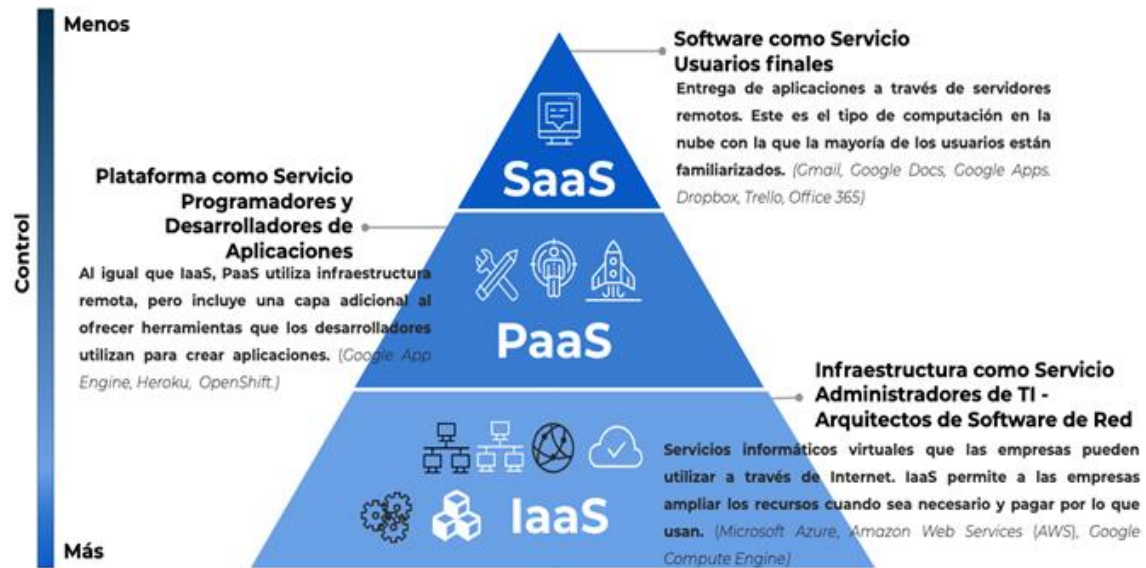 Menos
Control
Más
Software como Servicio
Usuarios finales
Entrega de aplicaciones a través de servidores
remotos. Este es el tipo de computación en la
nube con la que la mayoría de los usuarios están
familiarizados. (Gmail, Google Docs, Google Apps.
Dropbox, Trello, Office 365)
SaaS
Plataforma como Servicio
Programadores y
Desarrolladores de
Aplicaciones
Al igual que IaaS, PaaS utiliza infraestructura
remota, pero incluye una capa adicional al
ofrecer herramientas que los desarrolladores
utilizan para crear aplicaciones. (Google App
Engine, Heroku, OpenShift.)
PaaS
Infraestructura como Servicio
Administradores de TI -
Arquitectos de Software de Red
Servicios informáticos virtuales que las empresas pueden
utilizar a través de Internet. IaaS permite a las empresas
ampliar los recursos cuando sea necesario y pagar por lo que
usan. (Microsoft Azure, Amazon Web Services (AWS), Google
Compute Engine)
IaaS